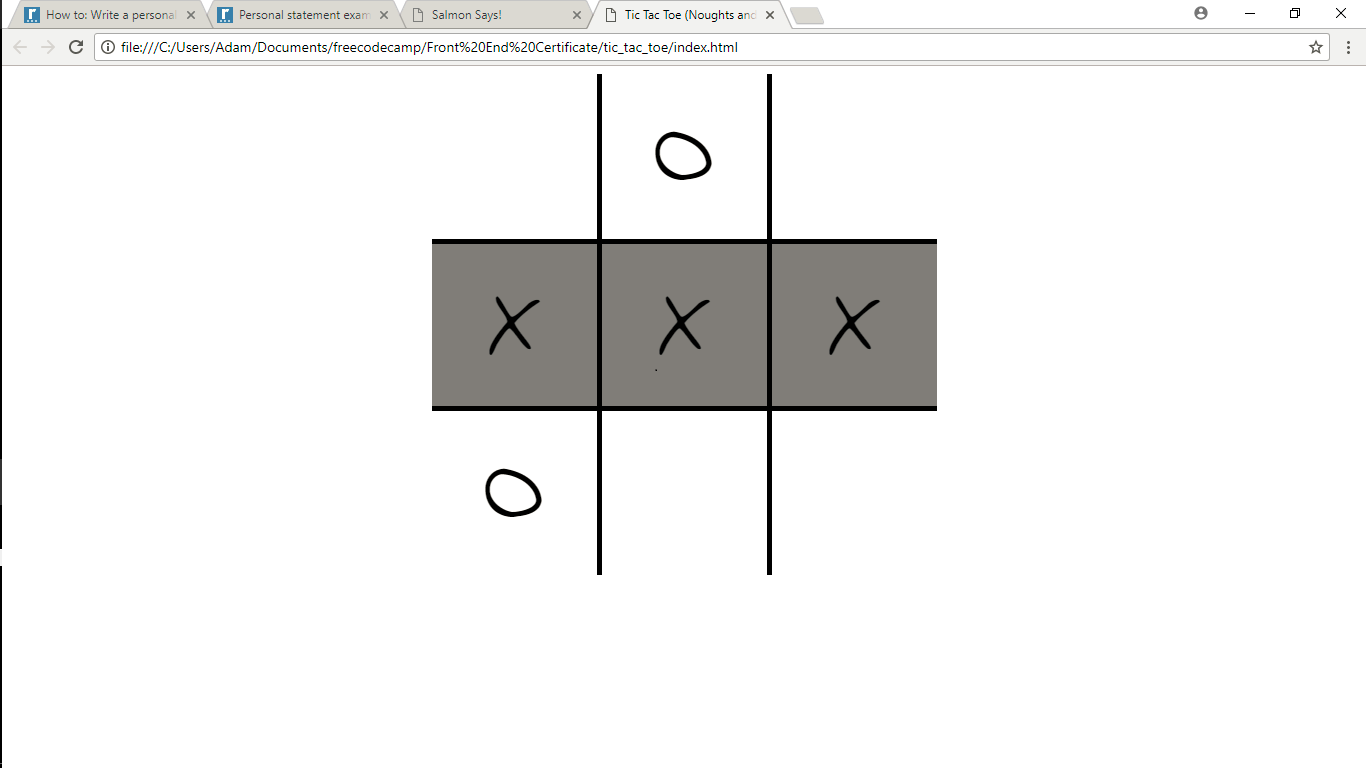 How to: Write a personal
Personal statement exam
Salmon Says!
Tic Tac Toe (Noughts and
file:///C:/Users/Adam/Documents/freecodecamp/Front%20End%20Certificate/tic_tac_toe/index.html
O
X X X
O